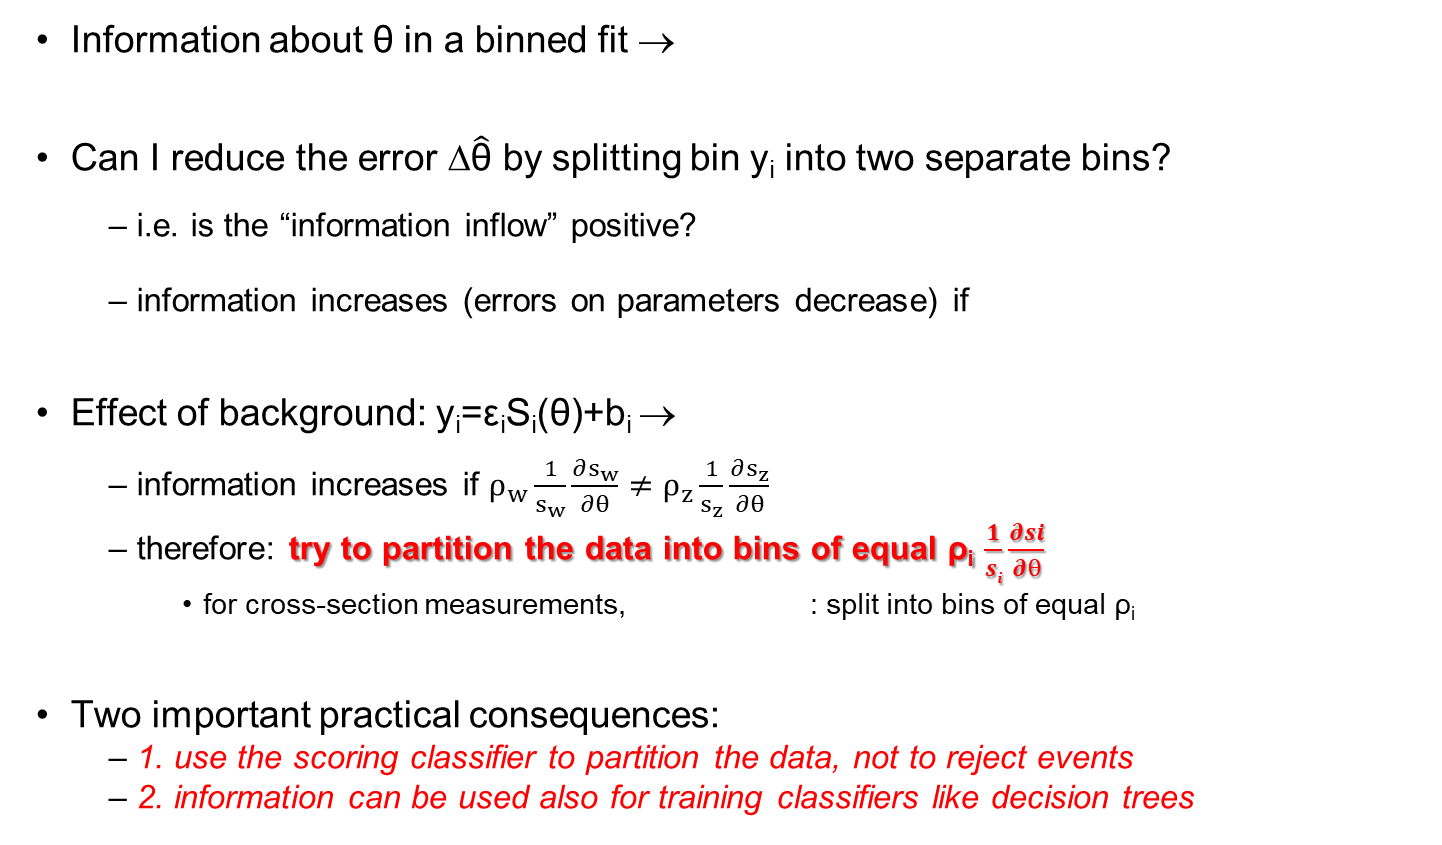 • Information about θ in a binned fit →
• Can I reduce the error Δθ̂ by splitting bin yᵢ into two separate bins?
– i.e. is the “information inflow” positive?
– information increases (errors on parameters decrease) if
• Effect of background: yᵢ=εᵢSᵢ(θ)+bᵢ →
– information increases if ρ_w 1/s_w ∂s_w/∂θ ≠ ρ_z 1/s_z ∂s_z/∂θ
– therefore: try to partition the data into bins of equal ρᵢ 1/sᵢ ∂si/∂θ
• for cross-section measurements, : split into bins of equal ρᵢ
• Two important practical consequences:
– 1. use the scoring classifier to partition the data, not to reject events
– 2. information can be used also for training classifiers like decision trees